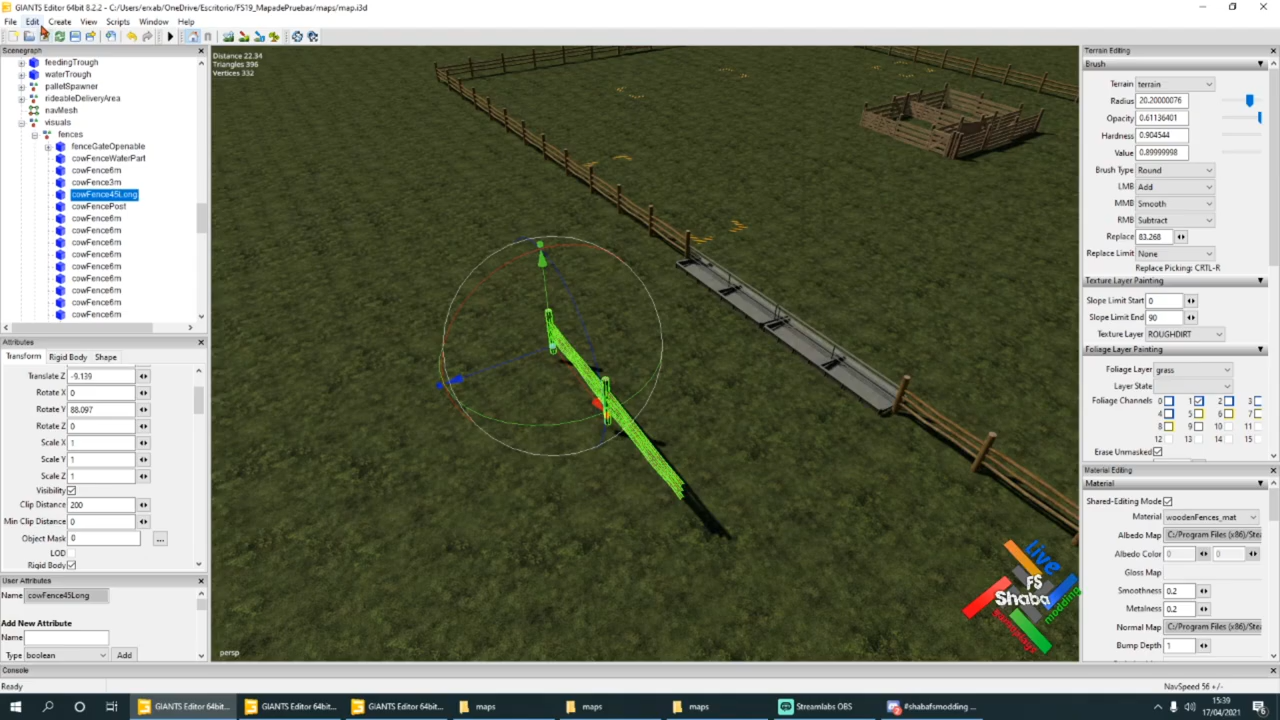 GIANTS Editor 64bit 8.2.2 - C:/Users/erxab/OneDrive/Escritorio/FS19_MapadePruebas/maps/map.i3d
File Edit Create View Scripts Window Help
Scenegraph
feedingTrough
waterTrough
palletSpawner
rideableDeliveryArea
navMesh
visuals
fences
fenceGateOpenable
cowFenceWaterPart
cowFence6m
cowFence3m
cowFence45Long
cowFencePost
cowFence6m
cowFence6m
cowFence6m
cowFence6m
cowFence6m
cowFence6m
cowFence6m
cowFence6m
cowFence6m
Attributes
Transform Rigid Body Shape
Translate Z -9.139
Rotate X 0
Rotate Y 88.097
Rotate Z 0
Scale X 1
Scale Y 1
Scale Z 1
Visibility
Clip Distance 200
Min Clip Distance 0
Object Mask 0 ...
LOD
Rigid Body
User Attributes
Name cowFence45Long
Add New Attribute
Name
Type boolean Add
Console
Ready
Distance 22.34
Triangles 396
Vertices 332
persp
Live
FS
Shaba
modding
Terrain Editing
Brush
Terrain terrain
Radius 20.20000076
Opacity 0.61136401
Hardness 0.904544
Value 0.89999998
Brush Type Round
LMB Add
MMB Smooth
RMB Subtract
Replace 83.268
Replace Limit None
Replace Picking: CRTL-R
Texture Layer Painting
Slope Limit Start 0
Slope Limit End 90
Texture Layer ROUGHDIRT
Foliage Layer Painting
Foliage Layer grass
Layer State
Foliage Channels 0 1 2 3
4 5 6 7
8 9 10 11
12 13 14 15
Erase Unmasked
Material Editing
Material
Shared-Editing Mode
Material woodenFences_mat
Albedo Map C:/Program Files (x86)/Ste
Albedo Color 0 0
Gloss Map
Smoothness 0.2
Metalness 0.2
Normal Map C:/Program Files (x86)/Ste
Bump Depth 1
NavSpeed 56 +/-
GIANTS Editor 64bit... GIANTS Editor 64bit... GIANTS Editor 64bit... maps maps maps Streamlabs OBS #shabafsmodding ...
15:39
17/04/2021